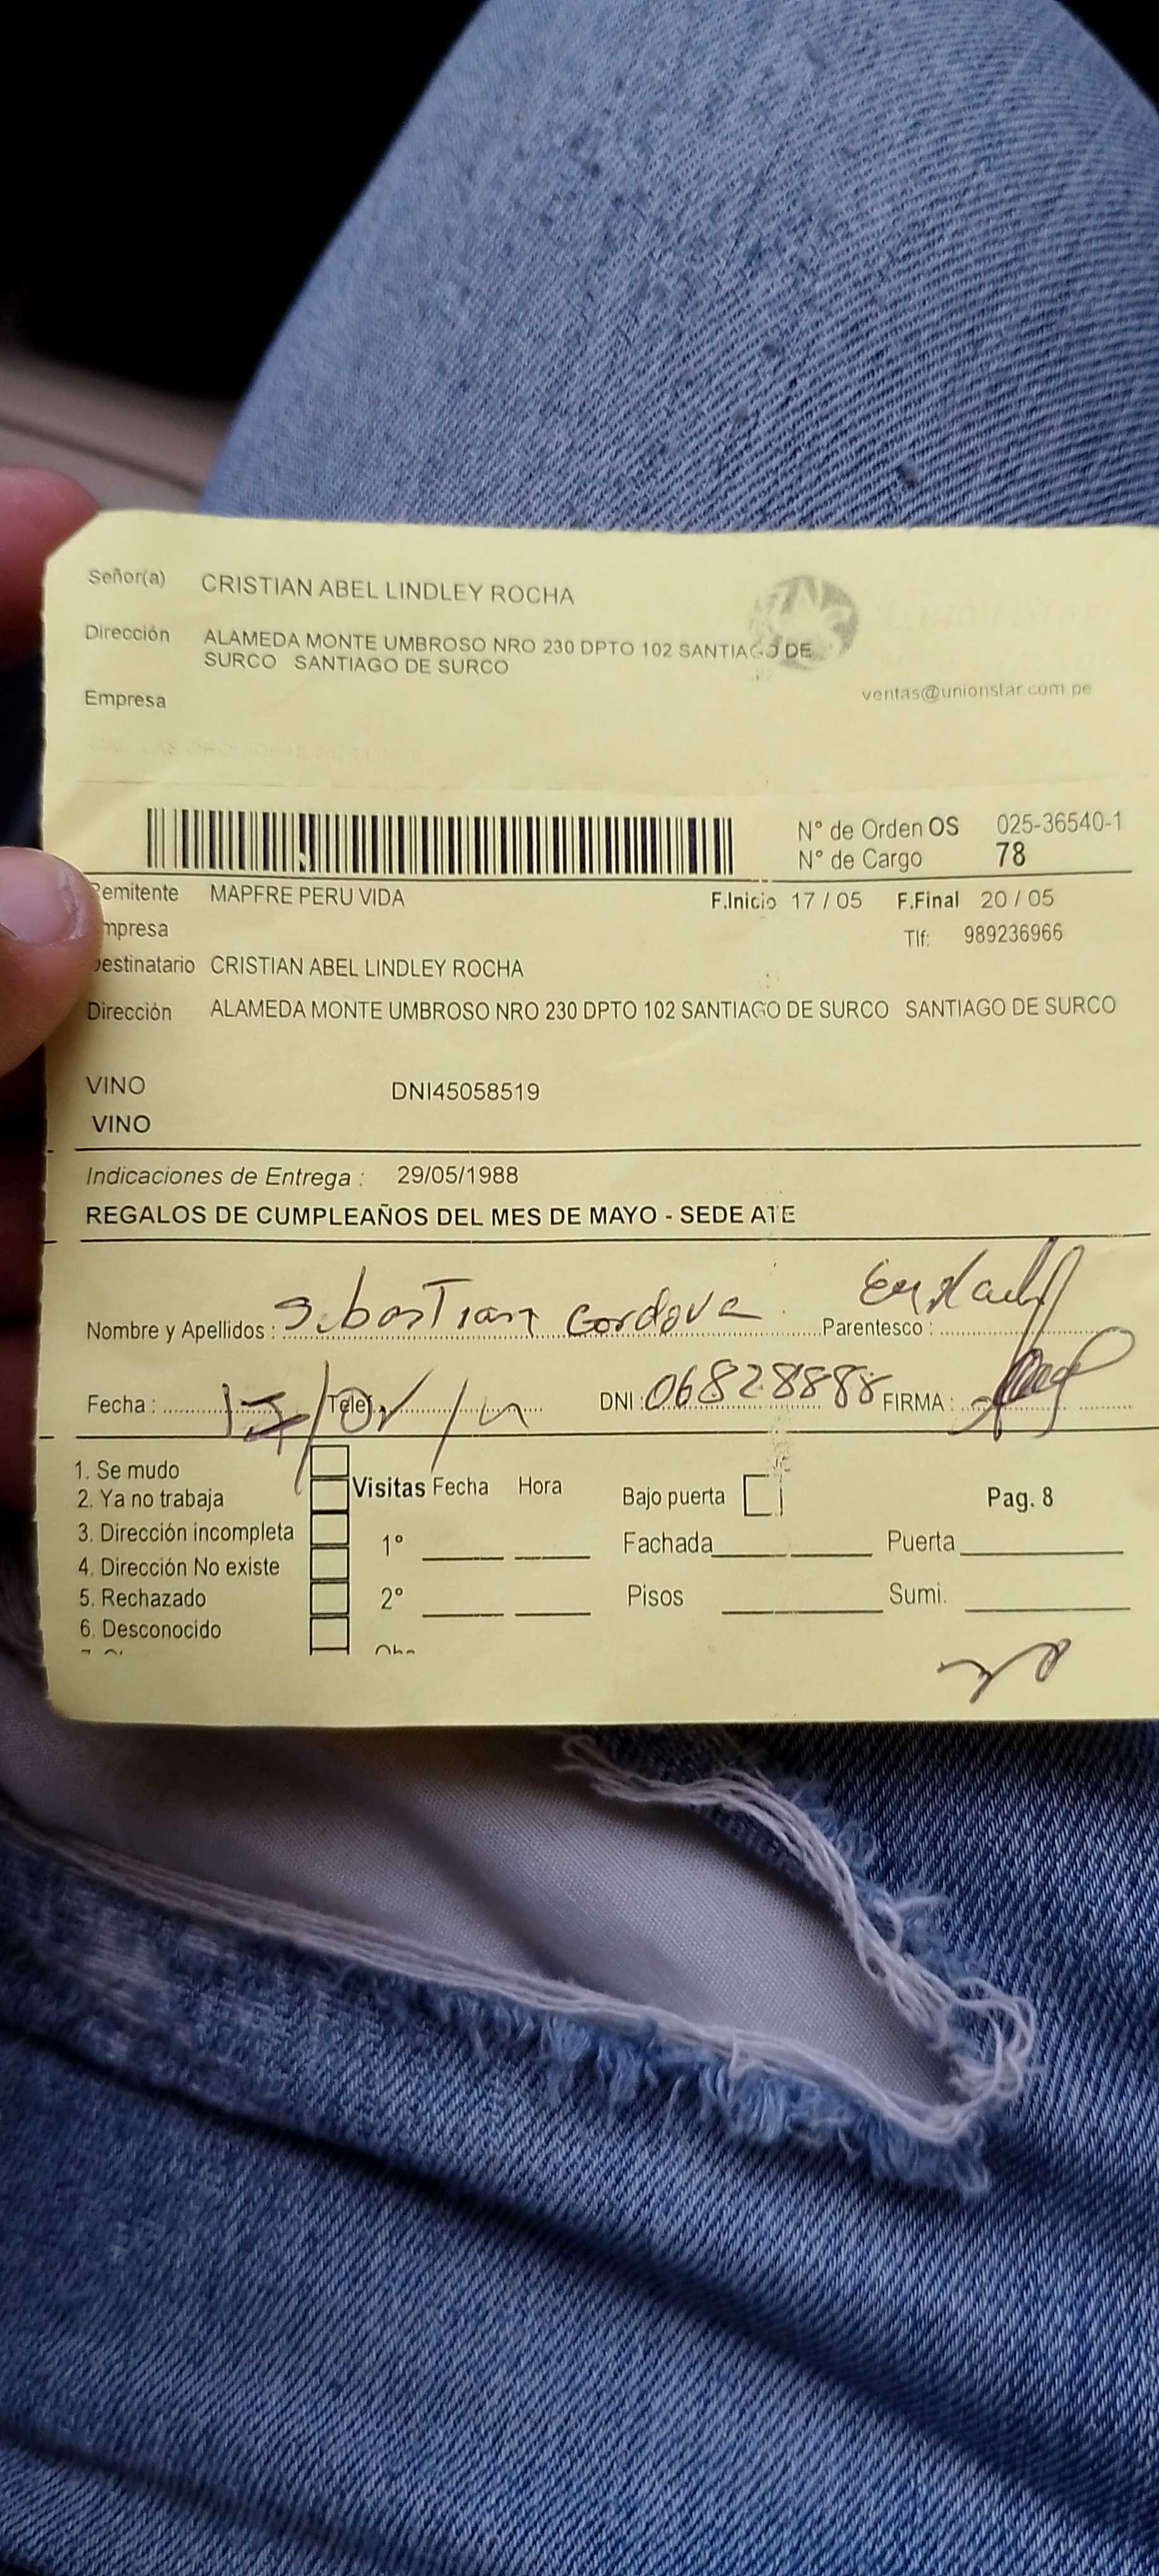 Señor(a) CRISTIAN ABEL LINDLEY ROCHA
Dirección ALAMEDA MONTE UMBROSO NRO 230 DPTO 102 SANTIAGO DE
SURCO SANTIAGO DE SURCO
Empresa
ventas@unionstar.com.pe
N° de Orden OS 025-36540-1
N° de Cargo 78
Remitente MAPFRE PERU VIDA F.Inicio 17 / 05 F.Final 20 / 05
mpresa Tlf: 989236966
Destinatario CRISTIAN ABEL LINDLEY ROCHA
Dirección ALAMEDA MONTE UMBROSO NRO 230 DPTO 102 SANTIAGO DE SURCO SANTIAGO DE SURCO
VINO DNI45058519
VINO
Indicaciones de Entrega : 29/05/1988
REGALOS DE CUMPLEAÑOS DEL MES DE MAYO - SEDE ATE
Nombre y Apellidos : Sebastian Cordova Parentesco :
Fecha : Telef. DNI : 06828888 FIRMA :
1. Se mudo
2. Ya no trabaja
3. Dirección incompleta
4. Dirección No existe
5. Rechazado
6. Desconocido
Visitas Fecha Hora
1°
2°
Bajo puerta
Fachada
Pisos
Pag. 8
Puerta
Sumi.